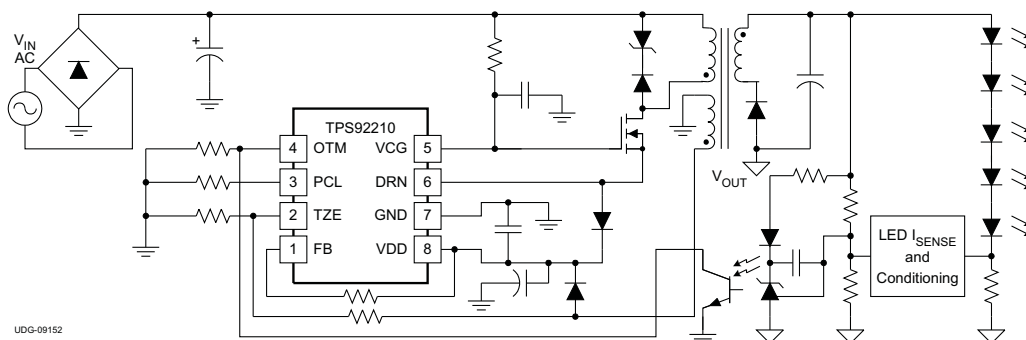 V_IN
AC
+
TPS92210
4 OTM VCG 5
3 PCL DRN 6
2 TZE GND 7
1 FB VDD 8
V_OUT
LED I_SENSE
and
Conditioning
UDG-09152